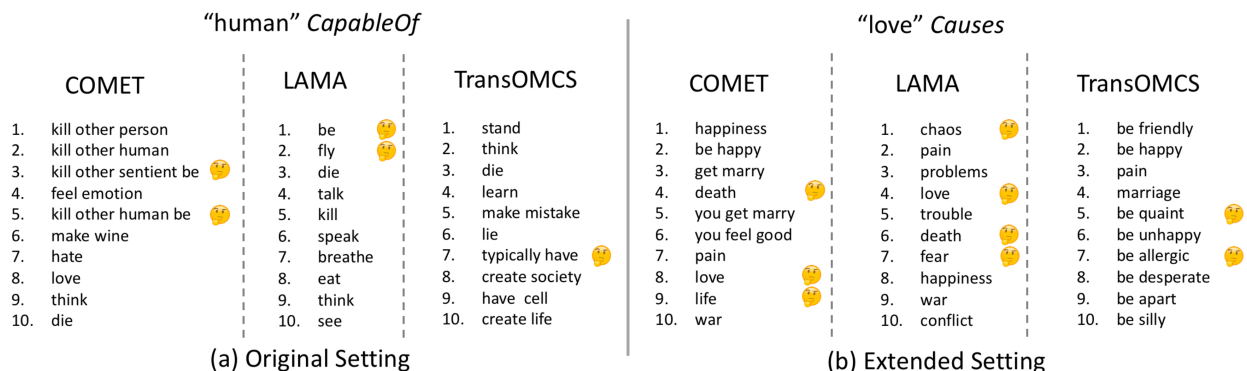 “human” CapableOf
COMET
1. kill other person
2. kill other human
3. kill other sentient be
4. feel emotion
5. kill other human be
6. make wine
7. hate
8. love
9. think
10. die
LAMA
1. be
2. fly
3. die
4. talk
5. kill
6. speak
7. breathe
8. eat
9. think
10. see
TransOMCS
1. stand
2. think
3. die
4. learn
5. make mistake
6. lie
7. typically have
8. create society
9. have cell
10. create life
(a) Original Setting
“love” Causes
COMET
1. happiness
2. be happy
3. get marry
4. death
5. you get marry
6. you feel good
7. pain
8. love
9. life
10. war
LAMA
1. chaos
2. pain
3. problems
4. love
5. trouble
6. death
7. fear
8. happiness
9. war
10. conflict
TransOMCS
1. be friendly
2. be happy
3. pain
4. marriage
5. be quaint
6. be unhappy
7. be allergic
8. be desperate
9. be apart
10. be silly
(b) Extended Setting